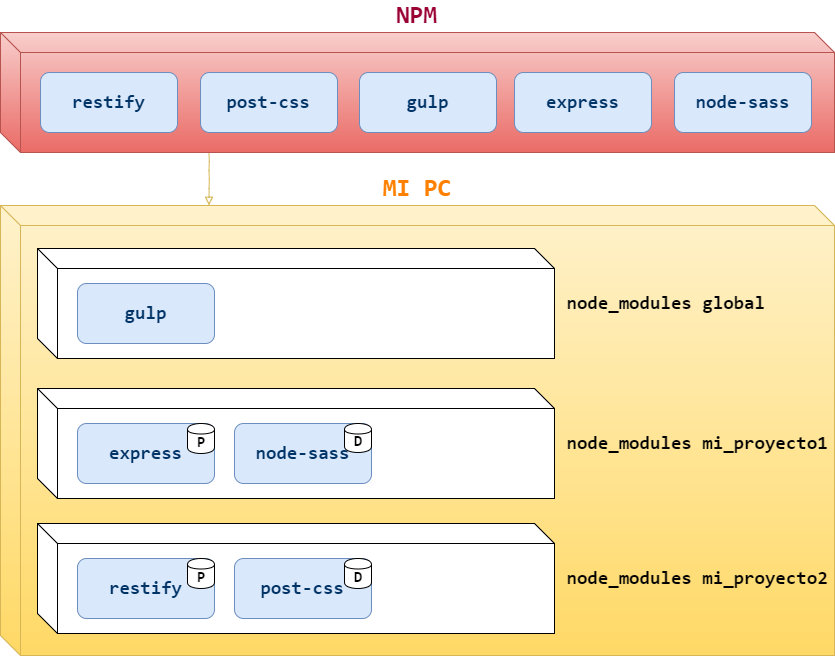 NPM
restify
post-css
gulp
express
node-sass
MI PC
gulp
node_modules global
express
P
node-sass
D
node_modules mi_proyecto1
restify
P
post-css
D
node_modules mi_proyecto2